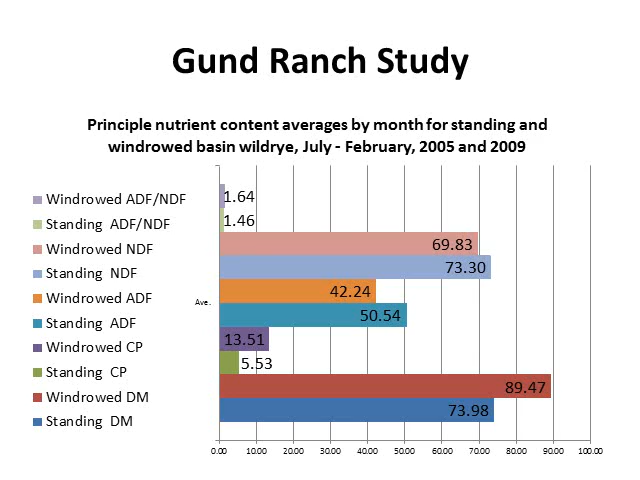 Gund Ranch Study
Principle nutrient content averages by month for standing and
windrowed basin wildrye, July - February, 2005 and 2009
Windrowed ADF/NDF
Standing ADF/NDF
Windrowed NDF
Standing NDF
Windrowed ADF
Standing ADF
Windrowed CP
Standing CP
Windrowed DM
Standing DM
Ave.
1.64
1.46
69.83
73.30
42.24
50.54
13.51
5.53
89.47
73.98
0.00 10.00 20.00 30.00 40.00 50.00 60.00 70.00 80.00 90.00 100.00